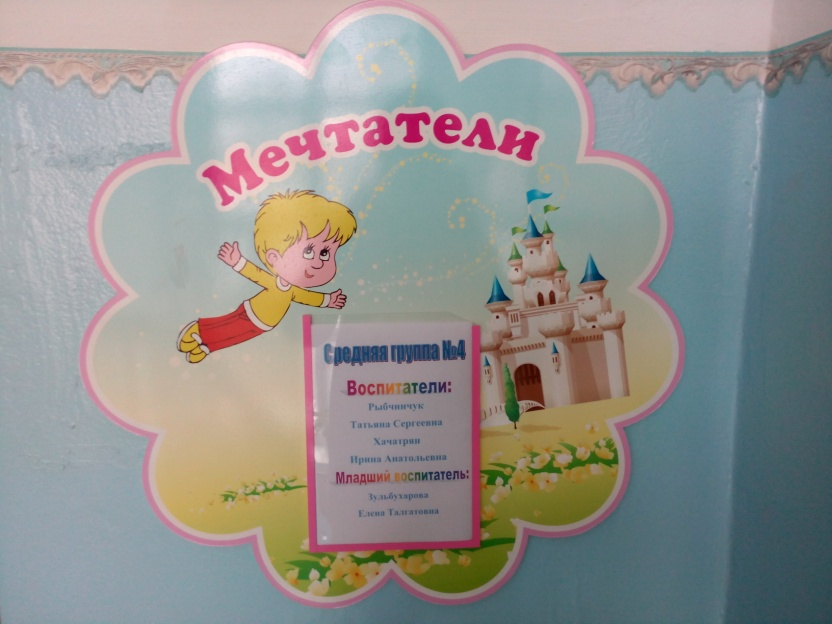 Мечтатели
Средняя группа №4
Воспитатели:
Рыбчинчук
Татьяна Сергеевна
Хачатрян
Ирина Анатольевна
Младший воспитатель:
Зульбухарова
Елена Талгатовна